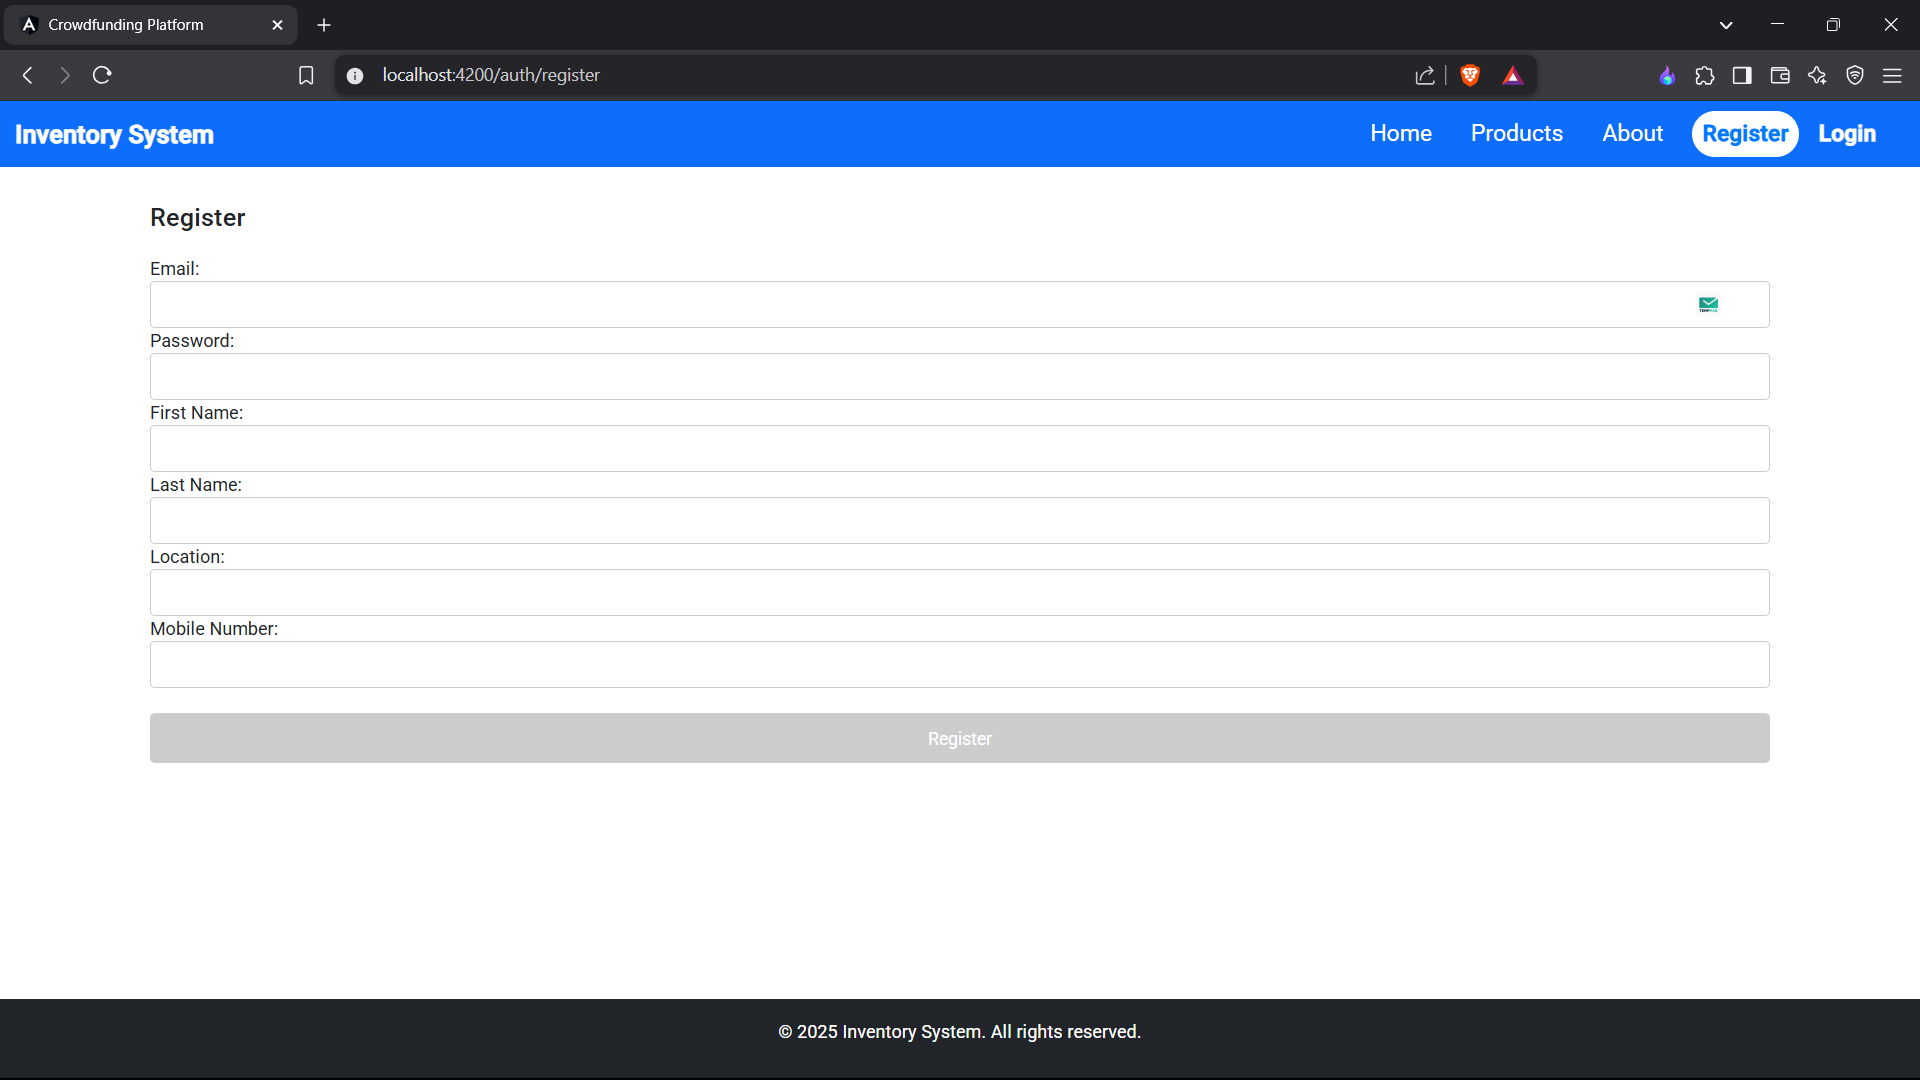 Crowdfunding Platform
localhost:4200/auth/register
Inventory System
Home Products About Register Login
Register
Email:
Password:
First Name:
Last Name:
Location:
Mobile Number:
Register
© 2025 Inventory System. All rights reserved.